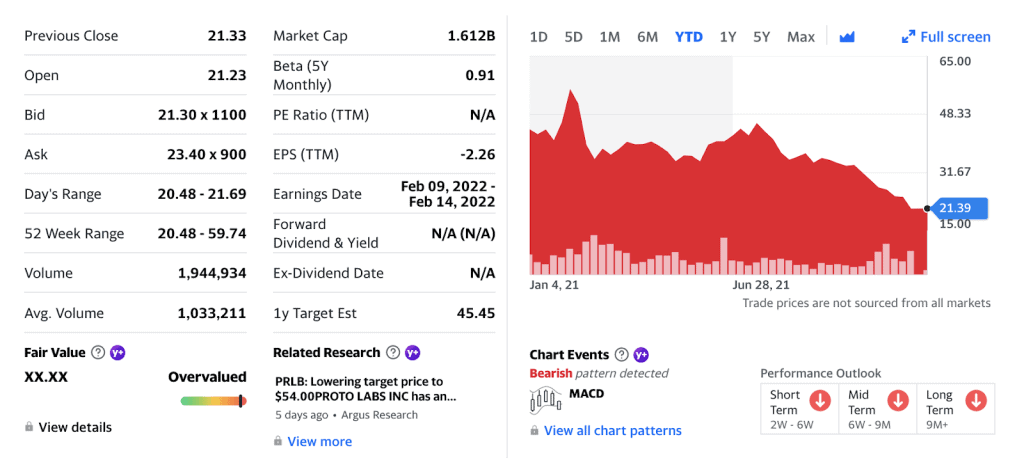 Previous Close 21.33
Open 21.23
Bid 21.30 x 1100
Ask 23.40 x 900
Day's Range 20.48 - 21.69
52 Week Range 20.48 - 59.74
Volume 1,944,934
Avg. Volume 1,033,211
Fair Value ? y+
XX.XX Overvalued
View details
Market Cap 1.612B
Beta (5Y
Monthly) 0.91
PE Ratio (TTM) N/A
EPS (TTM) -2.26
Earnings Date Feb 09, 2022 -
Feb 14, 2022
Forward
Dividend & Yield N/A (N/A)
Ex-Dividend Date N/A
1y Target Est 45.45
Related Research ? y+
PRLB: Lowering target price to
$54.00PROTO LABS INC has an...
5 days ago • Argus Research
View more
1D 5D 1M 6M YTD 1Y 5Y Max Full screen
65.00
48.33
31.67
21.39
15.00
Jan 4, 21 Jun 28, 21
Trade prices are not sourced from all markets
Chart Events ? y+
Bearish pattern detected
MACD
View all chart patterns
Performance Outlook
Short
Term
2W - 6W
Mid
Term
6W - 9M
Long
Term
9M+